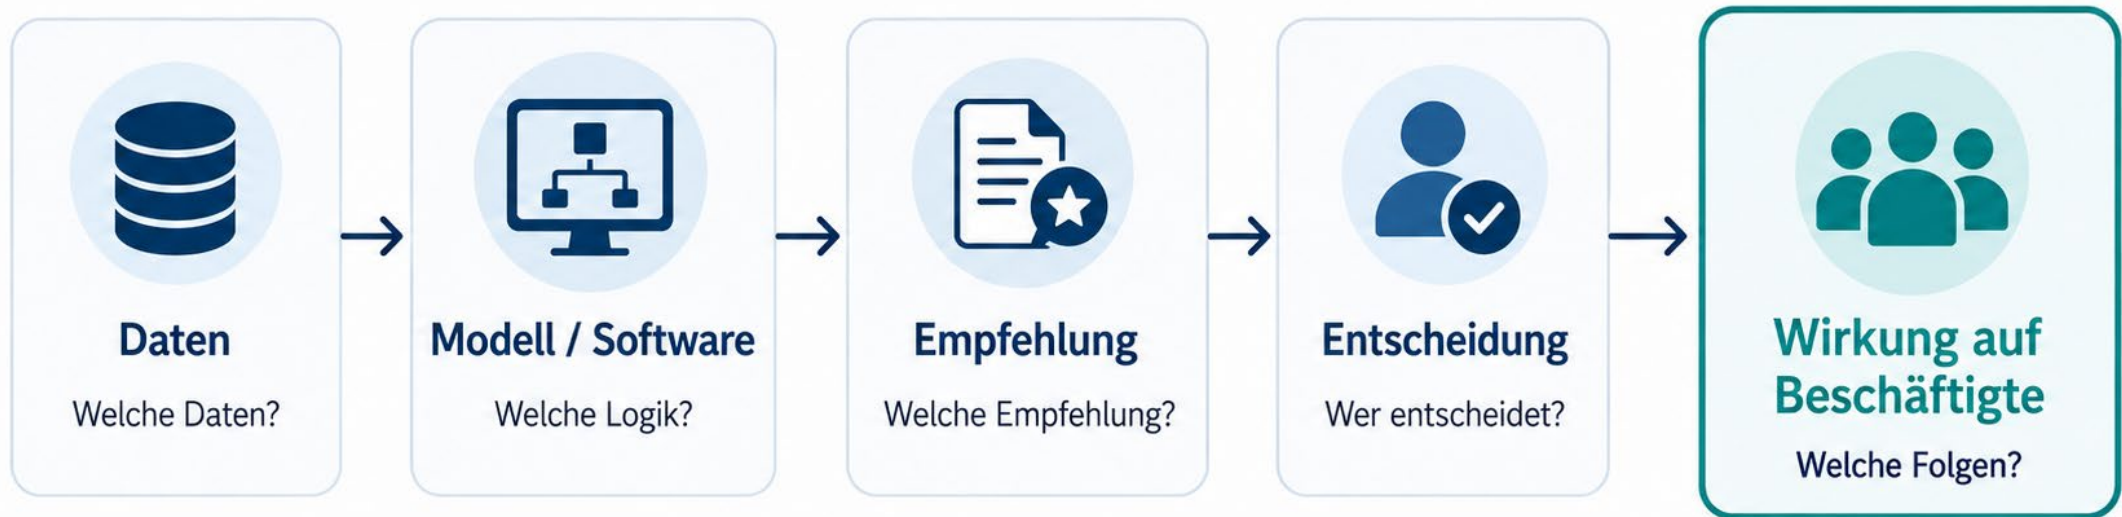 Daten
Welche Daten?
Modell / Software
Welche Logik?
Empfehlung
Welche Empfehlung?
Entscheidung
Wer entscheidet?
Wirkung auf
Beschäftigte
Welche Folgen?